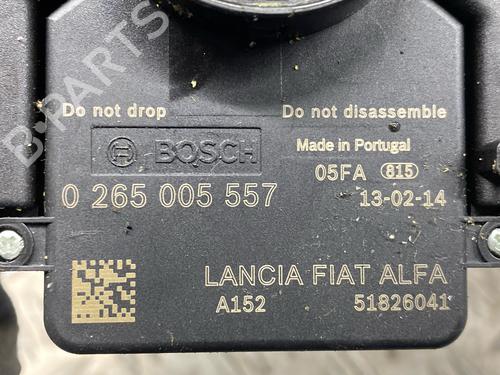 Do not drop
Do not disassemble
BOSCH
Made in Portugal
05FA 815
0 265 005 557
13-02-14
LANCIA FIAT ALFA
A152
51826041
B-PARTS